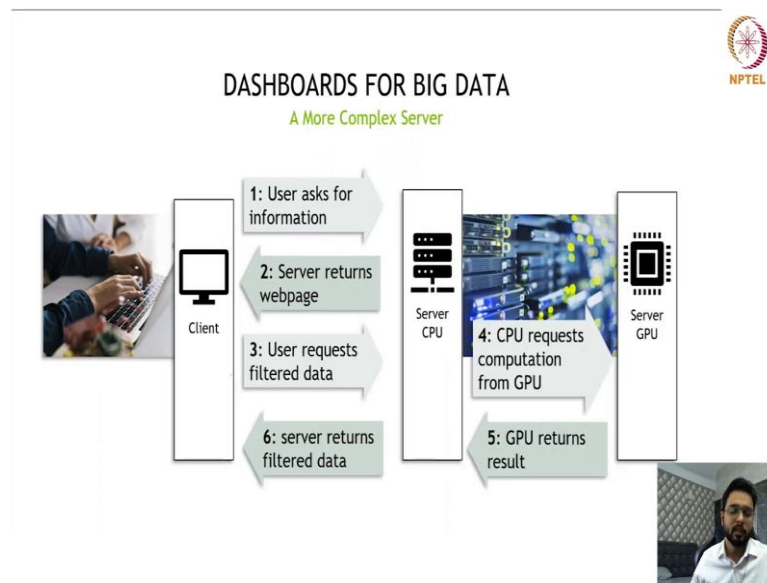 NPTEL
DASHBOARDS FOR BIG DATA
A More Complex Server
1: User asks for
information
2: Server returns
webpage
3: User requests
filtered data
6: server returns
filtered data
Client
Server
CPU
4: CPU requests
computation
from GPU
5: GPU returns
result
Server
GPU